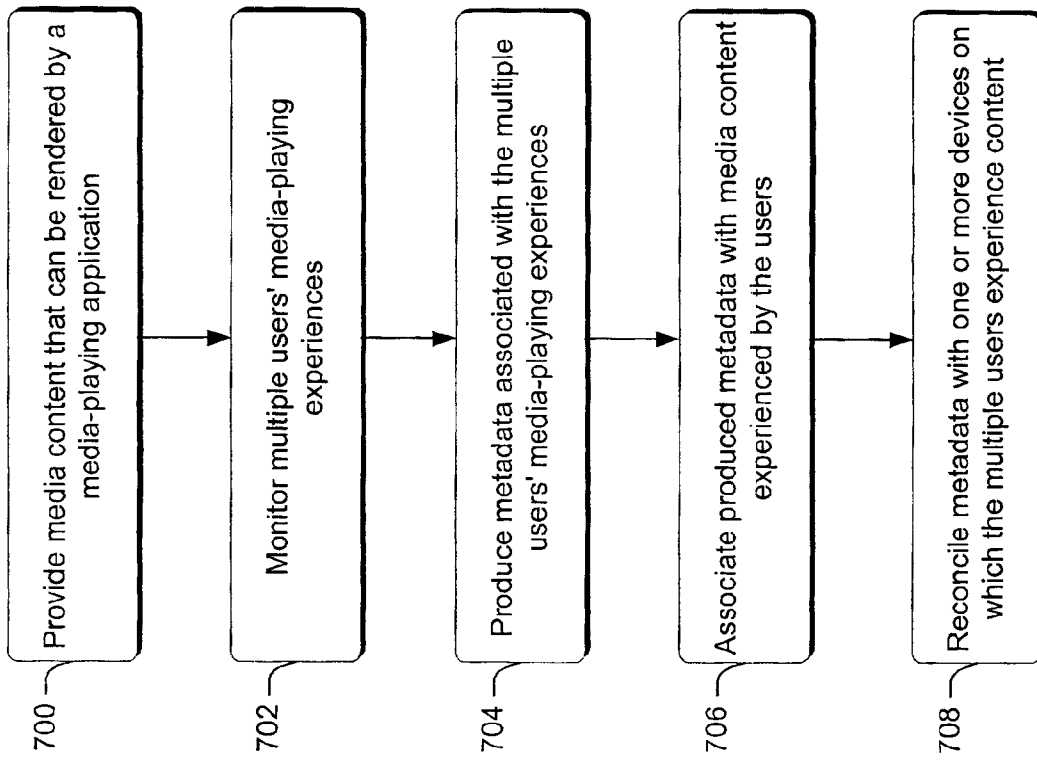 700
Provide media content that can be rendered by a
media-playing application
702
Monitor multiple users' media-playing
experiences
704
Produce metadata associated with the multiple
users' media-playing experiences
706
Associate produced metadata with media content
experienced by the users
708
Reconcile metadata with one or more devices on
which the multiple users experience content